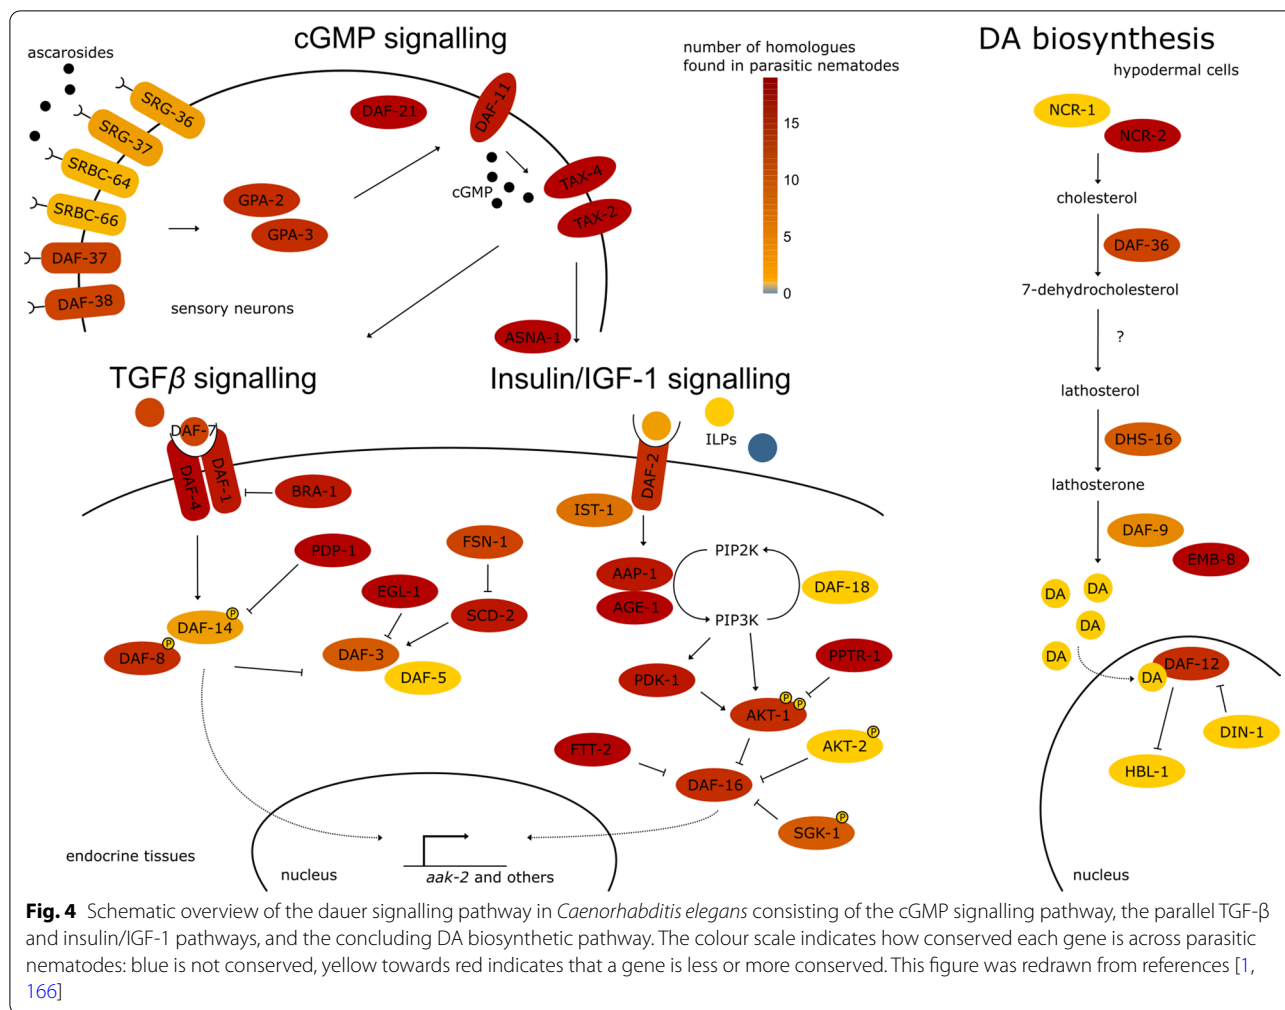 cGMP signalling
ascarosides
SRG-36
SRG-37
SRBC-64
SRBC-66
DAF-37
DAF-38
GPA-2
GPA-3
sensory neurons
DAF-21
DAF-11
cGMP
TAX-4
TAX-2
ASNA-1
number of homologues
found in parasitic nematodes
15
10
5
0
DA biosynthesis
hypodermal cells
NCR-1
NCR-2
cholesterol
DAF-36
7-dehydrocholesterol
?
lathosterol
DHS-16
lathosterone
DAF-9
EMB-8
DA
DA
DA
DA
DA
DAF-12
DIN-1
HBL-1
nucleus
TGFβ signalling
DAF-7
DAF-4
DAF-1
BRA-1
PDP-1
FSN-1
EGL-1
SCD-2
DAF-14
P
DAF-8
P
DAF-3
DAF-5
Insulin/IGF-1 signalling
ILPs
DAF-2
IST-1
AAP-1
AGE-1
PIP2K
PIP3K
DAF-18
PPTR-1
PDK-1
AKT-1
P
P
AKT-2
P
FTT-2
DAF-16
SGK-1
P
endocrine tissues
nucleus
aak-2 and others
Fig. 4 Schematic overview of the dauer signalling pathway in Caenorhabditis elegans consisting of the cGMP signalling pathway, the parallel TGF-β
and insulin/IGF-1 pathways, and the concluding DA biosynthetic pathway. The colour scale indicates how conserved each gene is across parasitic
nematodes: blue is not conserved, yellow towards red indicates that a gene is less or more conserved. This figure was redrawn from references [1,
166]